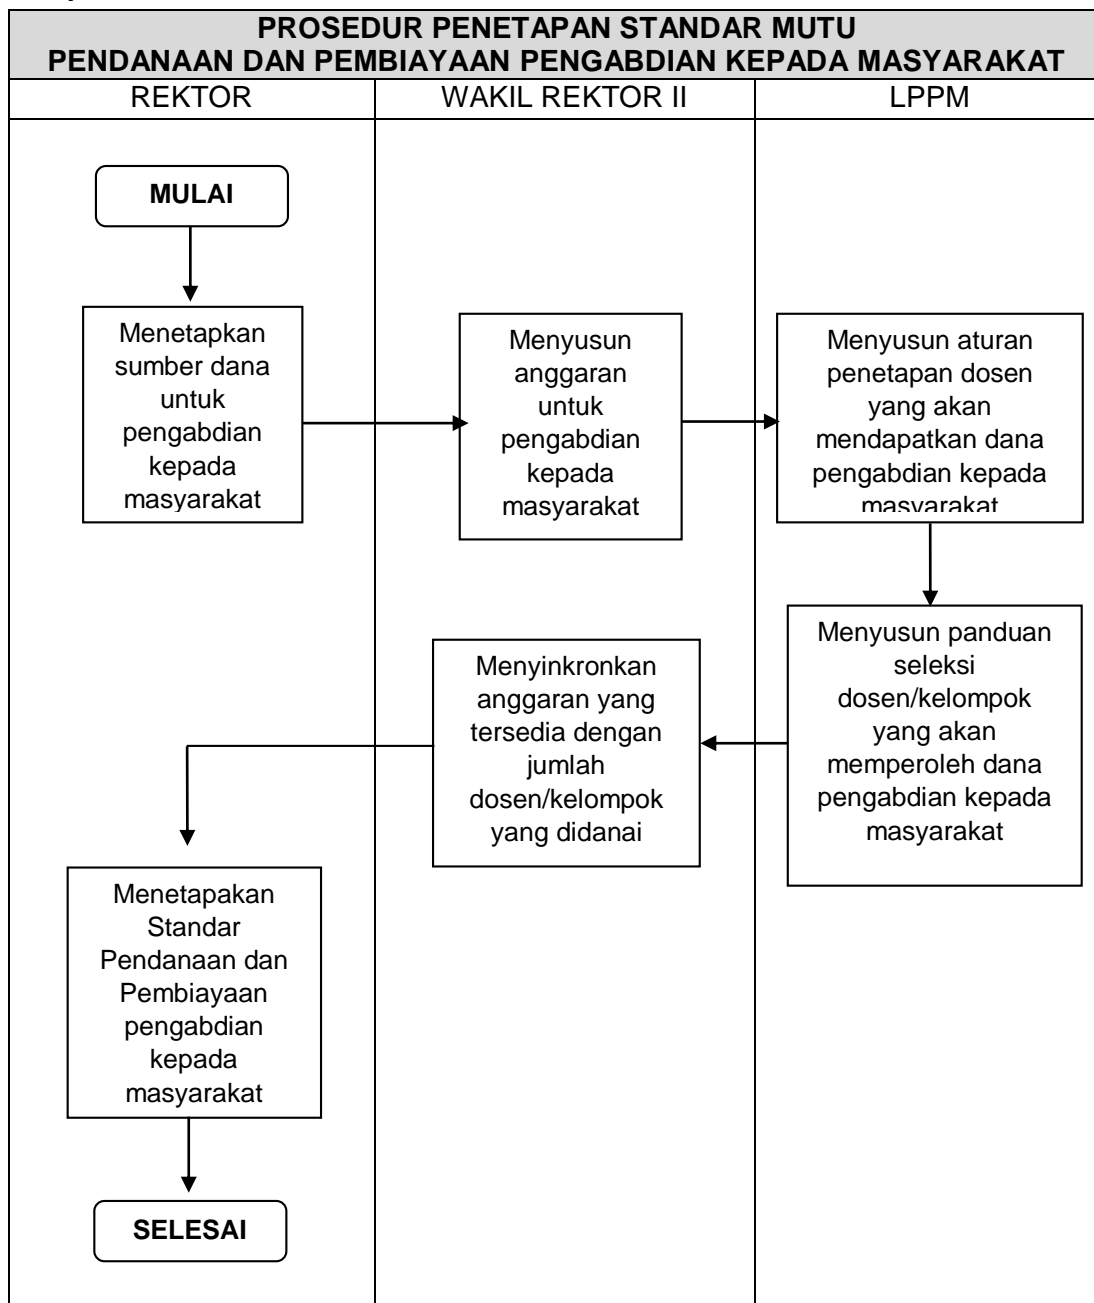 PROSEDUR PENETAPAN STANDAR MUTU
PENDANAAN DAN PEMBIAYAAN PENGABDIAN KEPADA MASYARAKAT
REKTOR
WAKIL REKTOR II
LPPM
MULAI
Menetapkan
sumber dana
untuk
pengabdian
kepada
masyarakat
Menyusun
anggaran
untuk
pengabdian
kepada
masyarakat
Menyusun aturan
penetapan dosen
yang akan
mendapatkan dana
pengabdian kepada
masyarakat
Menyusun panduan
seleksi
dosen/kelompok
yang akan
memperoleh dana
pengabdian kepada
masyarakat
Menyinkronkan
anggaran yang
tersedia dengan
jumlah
dosen/kelompok
yang didanai
Menetapakan
Standar
Pendanaan dan
Pembiayaan
pengabdian
kepada
masyarakat
SELESAI